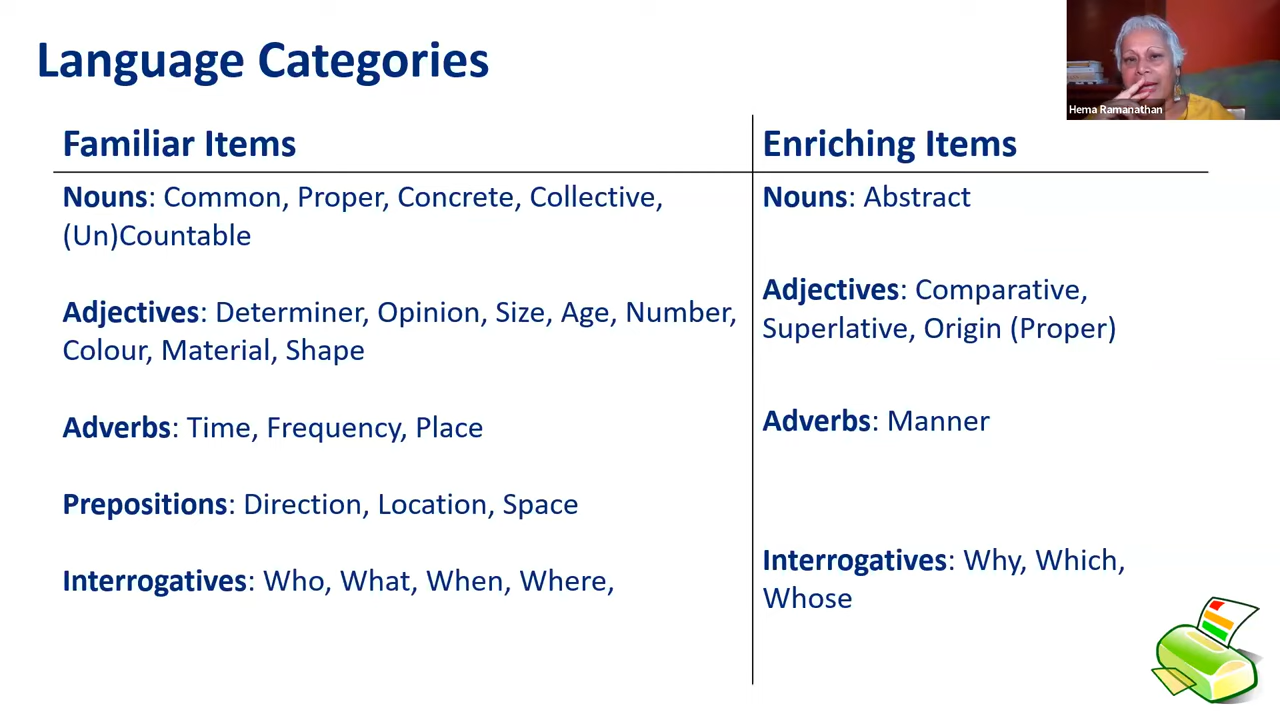 Language Categories
Hema Ramanathan
Familiar Items
Nouns: Common, Proper, Concrete, Collective,
(Un)Countable
Adjectives: Determiner, Opinion, Size, Age, Number,
Colour, Material, Shape
Adverbs: Time, Frequency, Place
Prepositions: Direction, Location, Space
Interrogatives: Who, What, When, Where,
Enriching Items
Nouns: Abstract
Adjectives: Comparative,
Superlative, Origin (Proper)
Adverbs: Manner
Interrogatives: Why, Which,
Whose